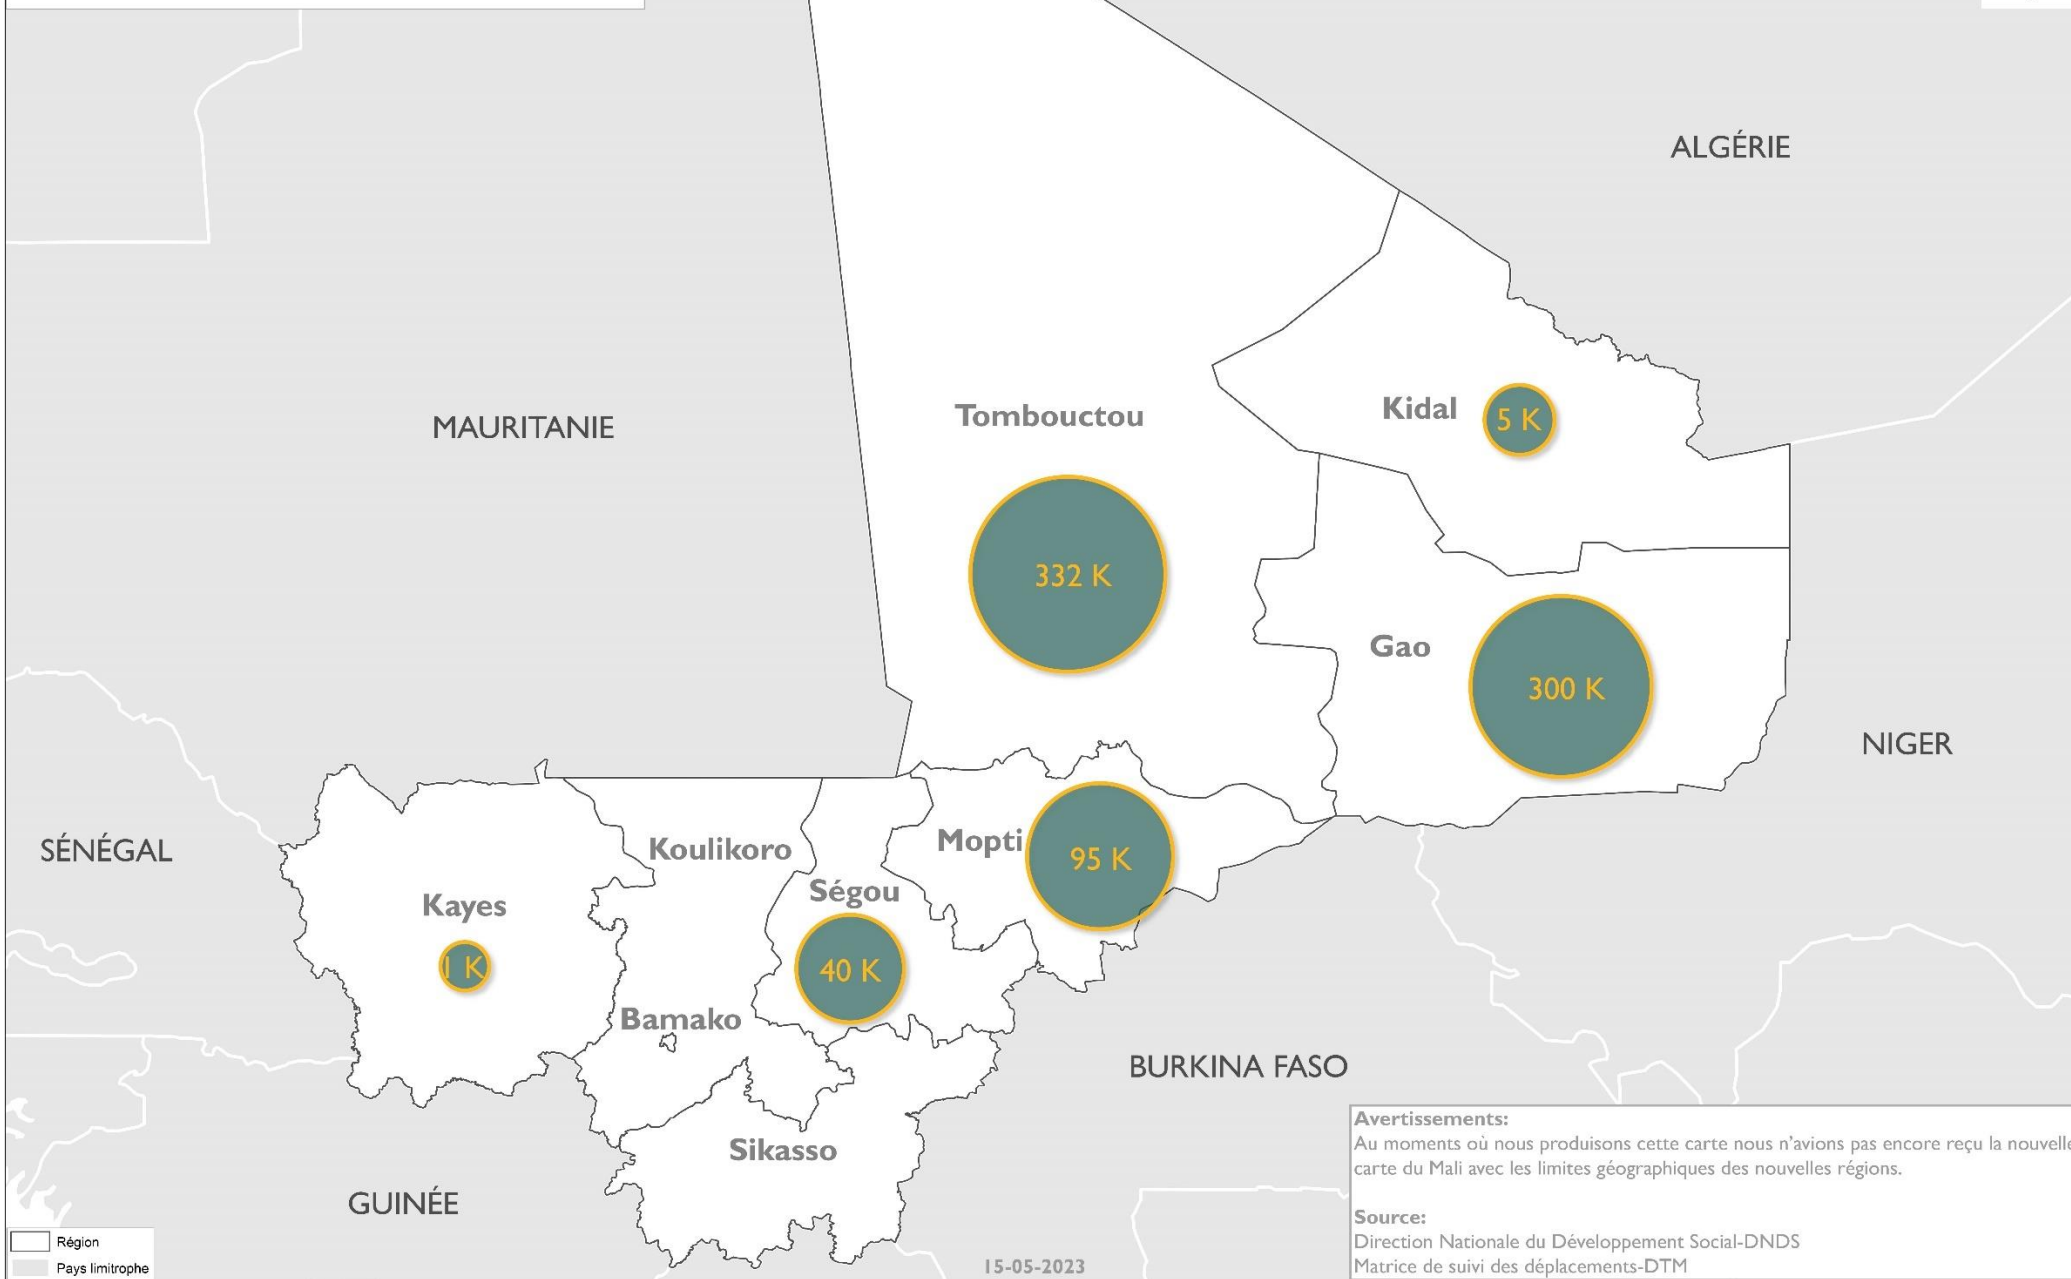 ALGÉRIE
Kidal
5 K
Tombouctou
MAURITANIE
332 K
Gao
300 K
NIGER
SÉNÉGAL
Koulikoro
Mopti
95 K
Ségou
Kayes
1 K
40 K
Bamako
BURKINA FASO
Sikasso
GUINÉE
Avertissements:
Au moments où nous produisons cette carte nous n'avions pas encore reçu la nouvelle
carte du Mali avec les limites géographiques des nouvelles régions.
Source:
Direction Nationale du Développement Social-DNDS
Matrice de suivi des déplacements-DTM
Région
Pays limitrophe
15-05-2023